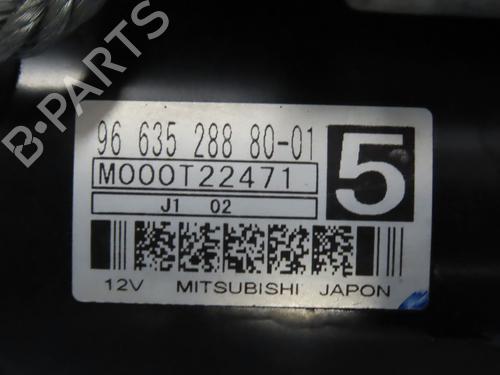 B-PARTS
96 635 288 80-01
5
M000T22471
J1 02
12V MITSUBISHI JAPON